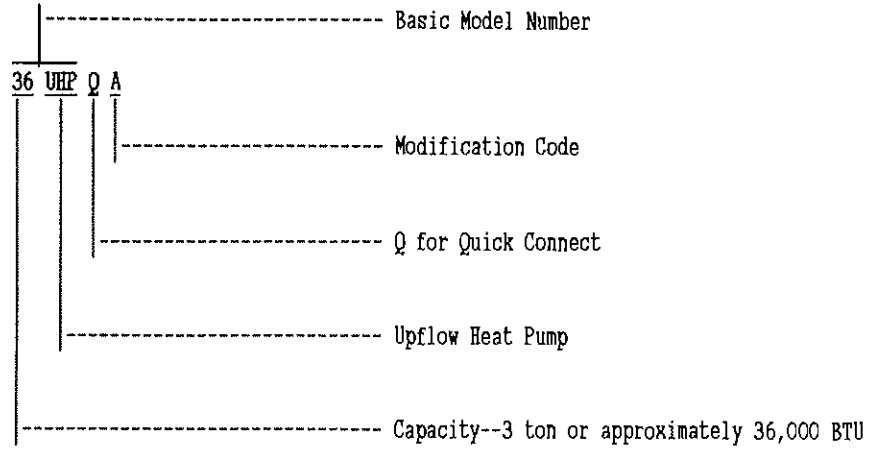 Basic Model Number
36 UHP Q A
Modification Code
Q for Quick Connect
Upflow Heat Pump
Capacity--3 ton or approximately 36,000 BTU